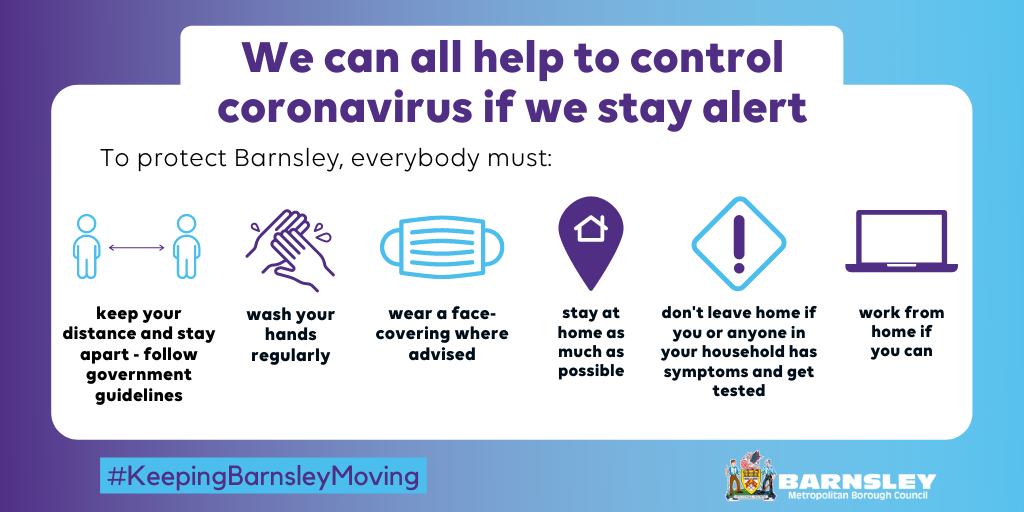 We can all help to control
coronavirus if we stay alert
To protect Barnsley, everybody must:
keep your
distance and stay
apart - follow
government
guidelines
wash your
hands
regularly
wear a face-
covering where
advised
stay at
home as
much as
possible
don't leave home if
you or anyone in
your household has
symptoms and get
tested
work from
home if
you can
#KeepingBarnsleyMoving
BARNSLEY
Metropolitan Borough Council